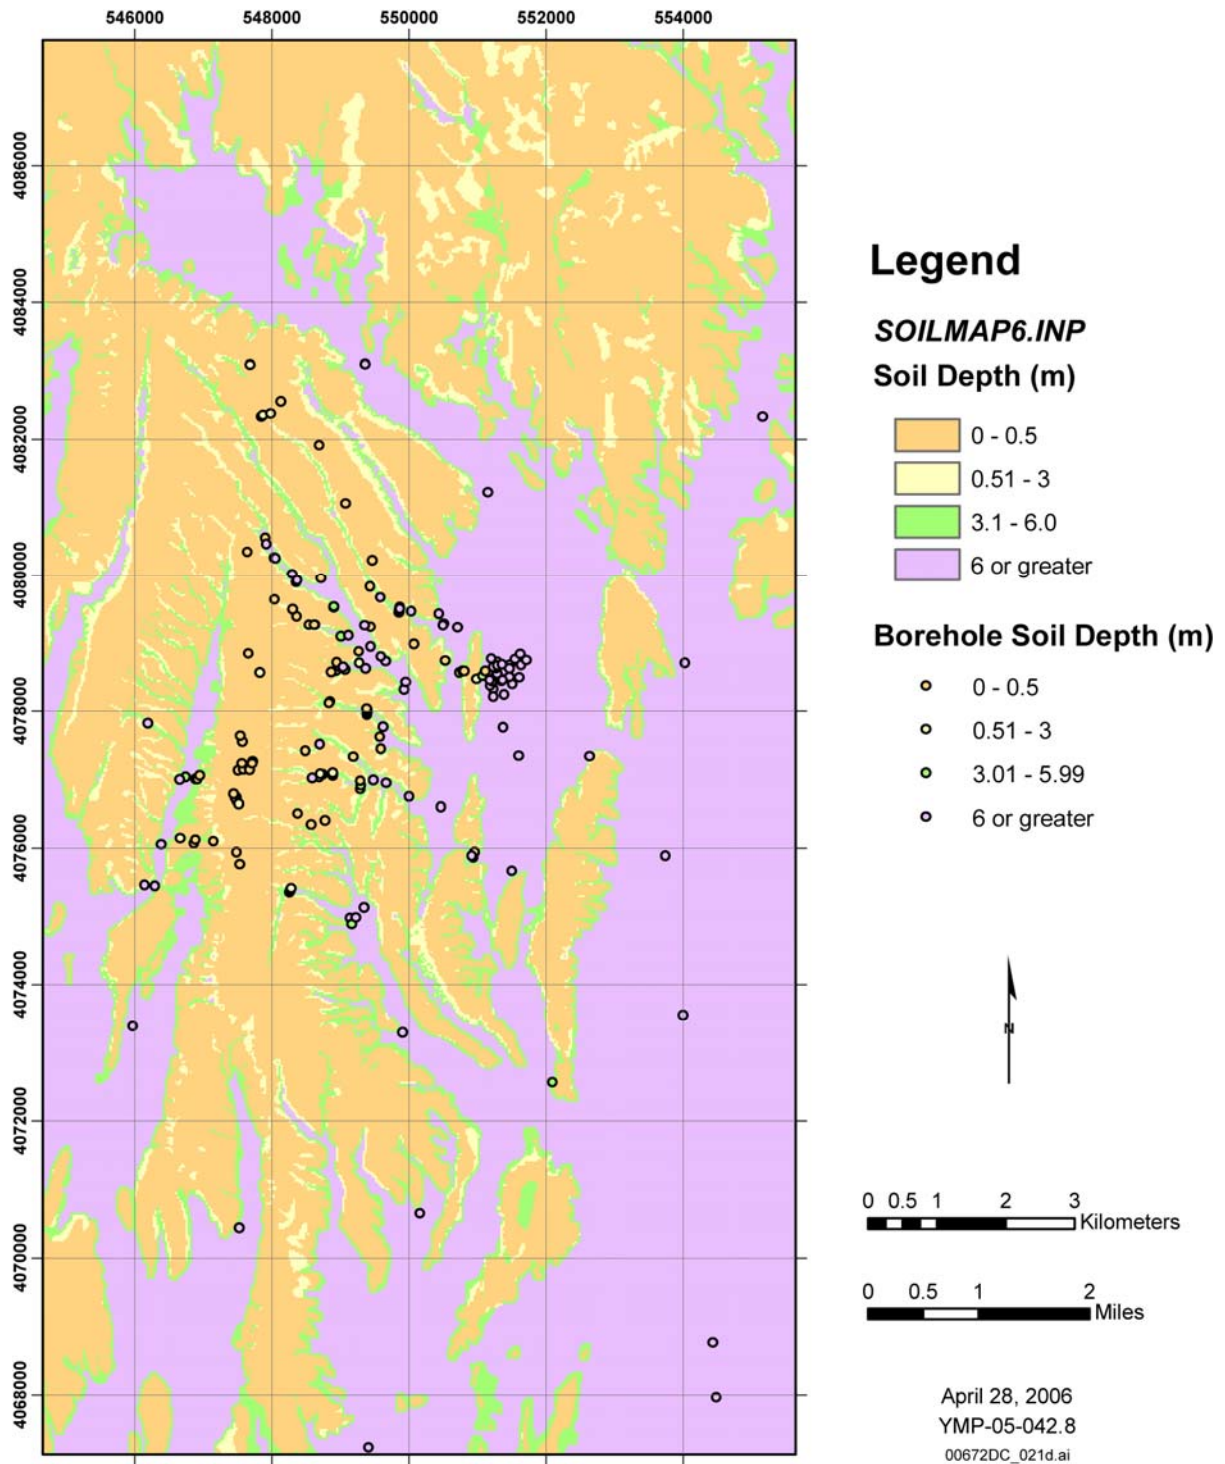 546000 548000 550000 552000 554000
4086000
4084000
4082000
4080000
4078000
4076000
4074000
4072000
4070000
4068000
Legend
SOILMAP6.INP
Soil Depth (m)
0 - 0.5
0.51 - 3
3.1 - 6.0
6 or greater
Borehole Soil Depth (m)
0 - 0.5
0.51 - 3
3.01 - 5.99
6 or greater
N
0 0.5 1 2 3
Kilometers
0 0.5 1 2
Miles
April 28, 2006
YMP-05-042.8
00672DC_021d.ai